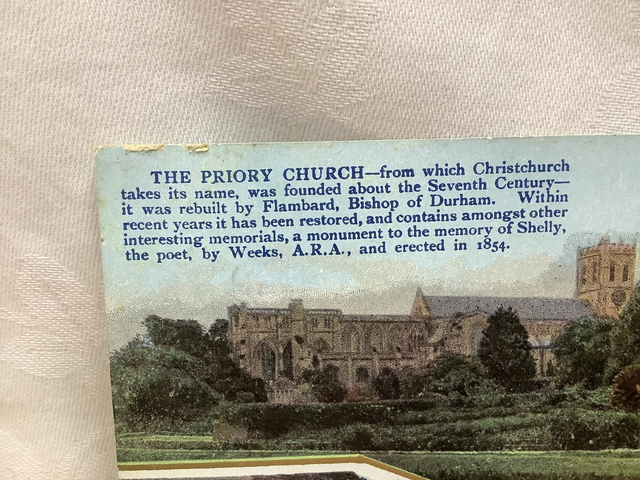 THE PRIORY CHURCH—from which Christchurch
takes its name, was founded about the Seventh Century—
it was rebuilt by Flambard, Bishop of Durham. Within
recent years it has been restored, and contains amongst other
interesting memorials, a monument to the memory of Shelly,
the poet, by Weeks, A.R.A., and erected in 1854.